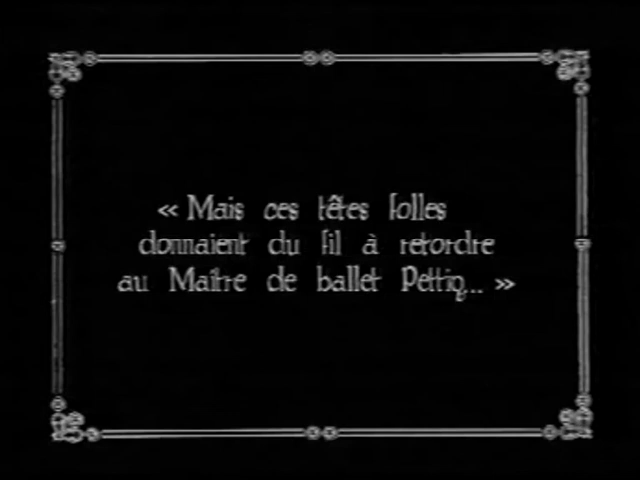 « Mais ces têtes folles
donnaient du fil à retordre
au Maître de ballet Pettiq... »